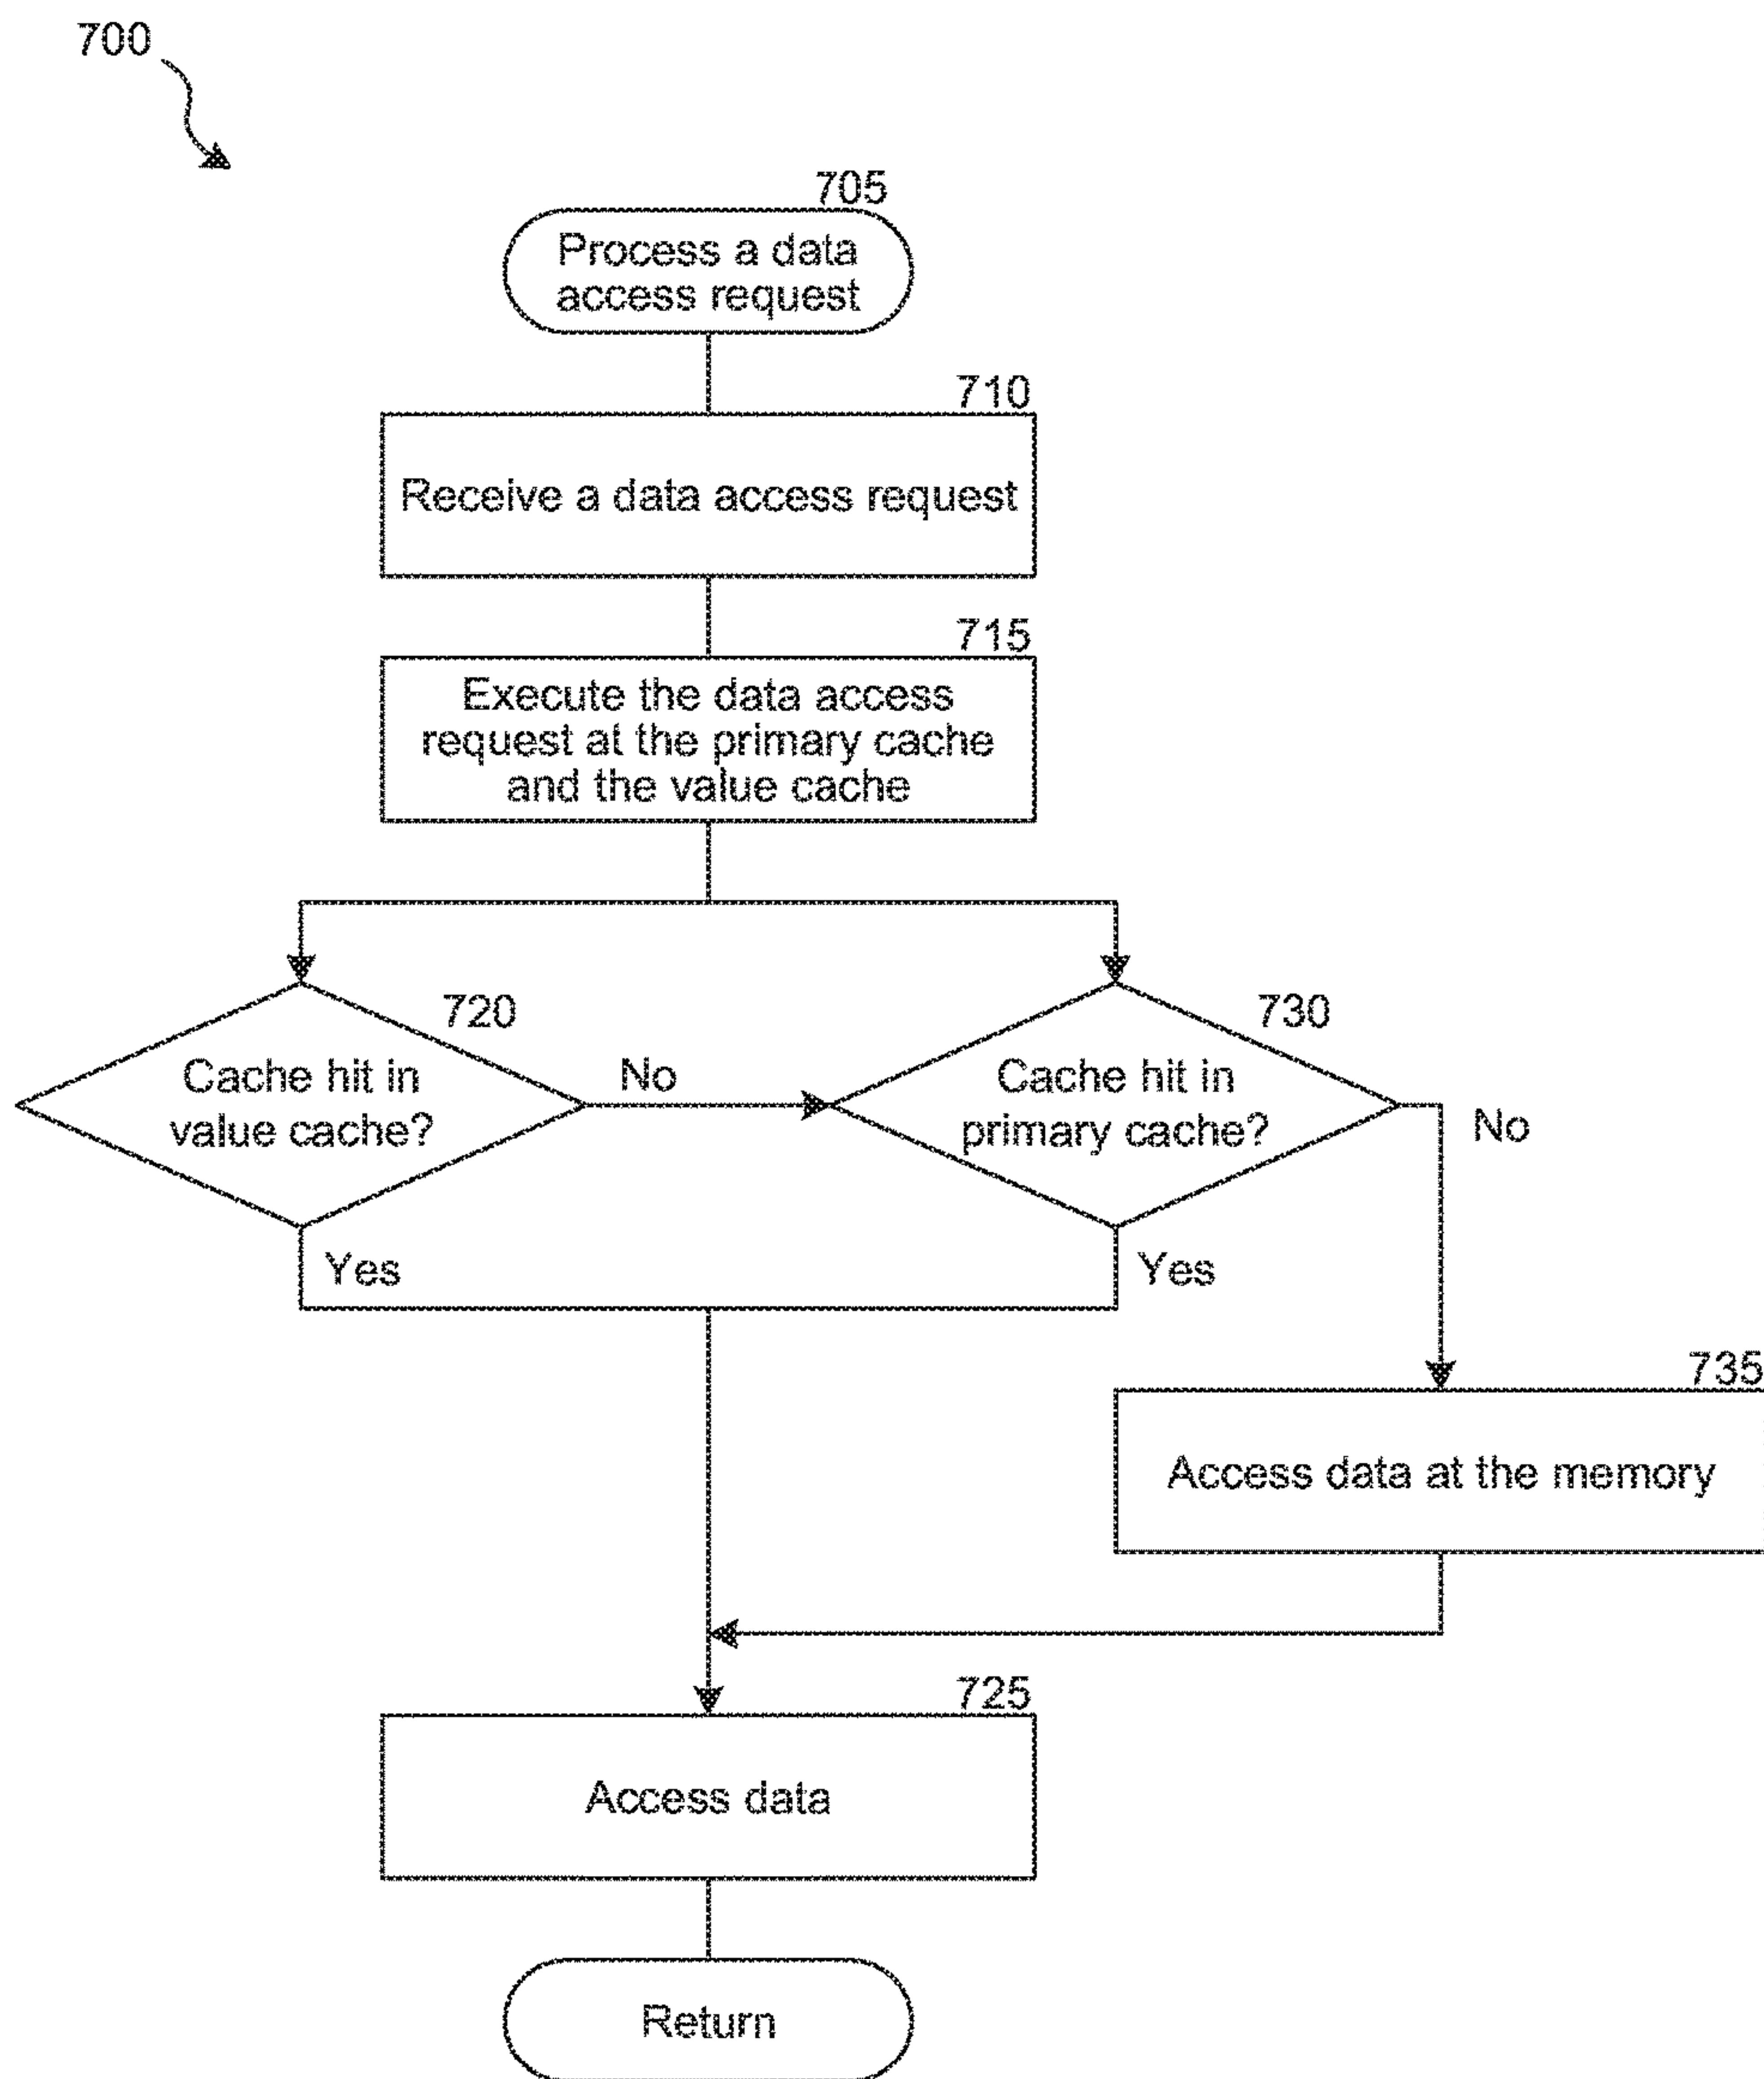 700
705
Process a data
access request
710
Receive a data access request
715
Execute the data access
request at the primary cache
and the value cache
720
Cache hit in
value cache?
No
730
Cache hit in
primary cache?
No
Yes
Yes
735
Access data at the memory
725
Access data
Return